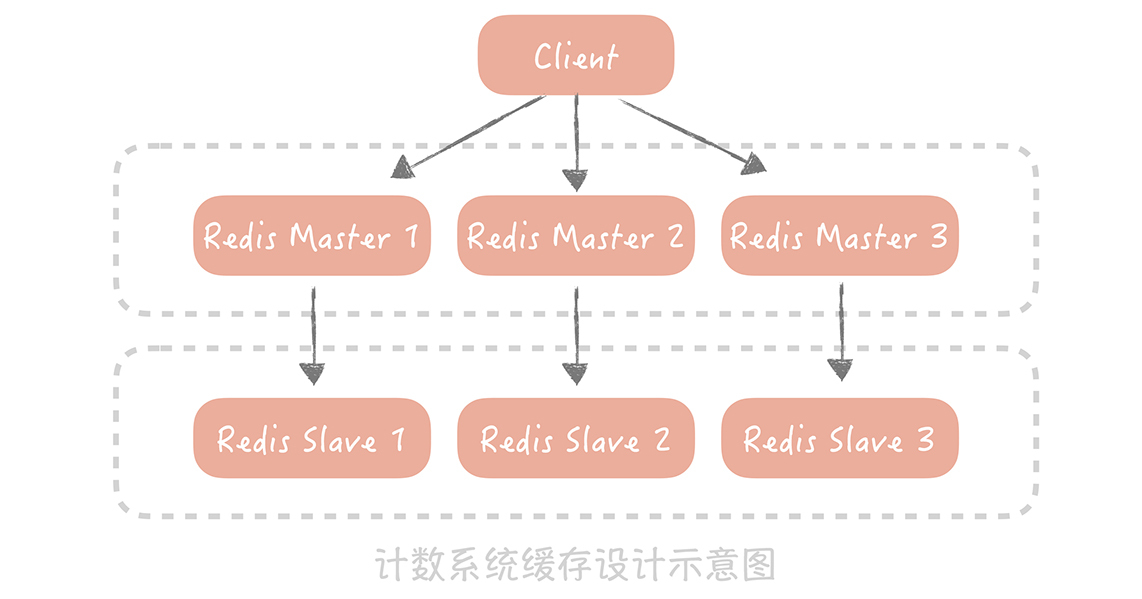 Client
Redis Master 1
Redis Master 2
Redis Master 3
Redis Slave 1
Redis Slave 2
Redis Slave 3
计数系统缓存设计示意图